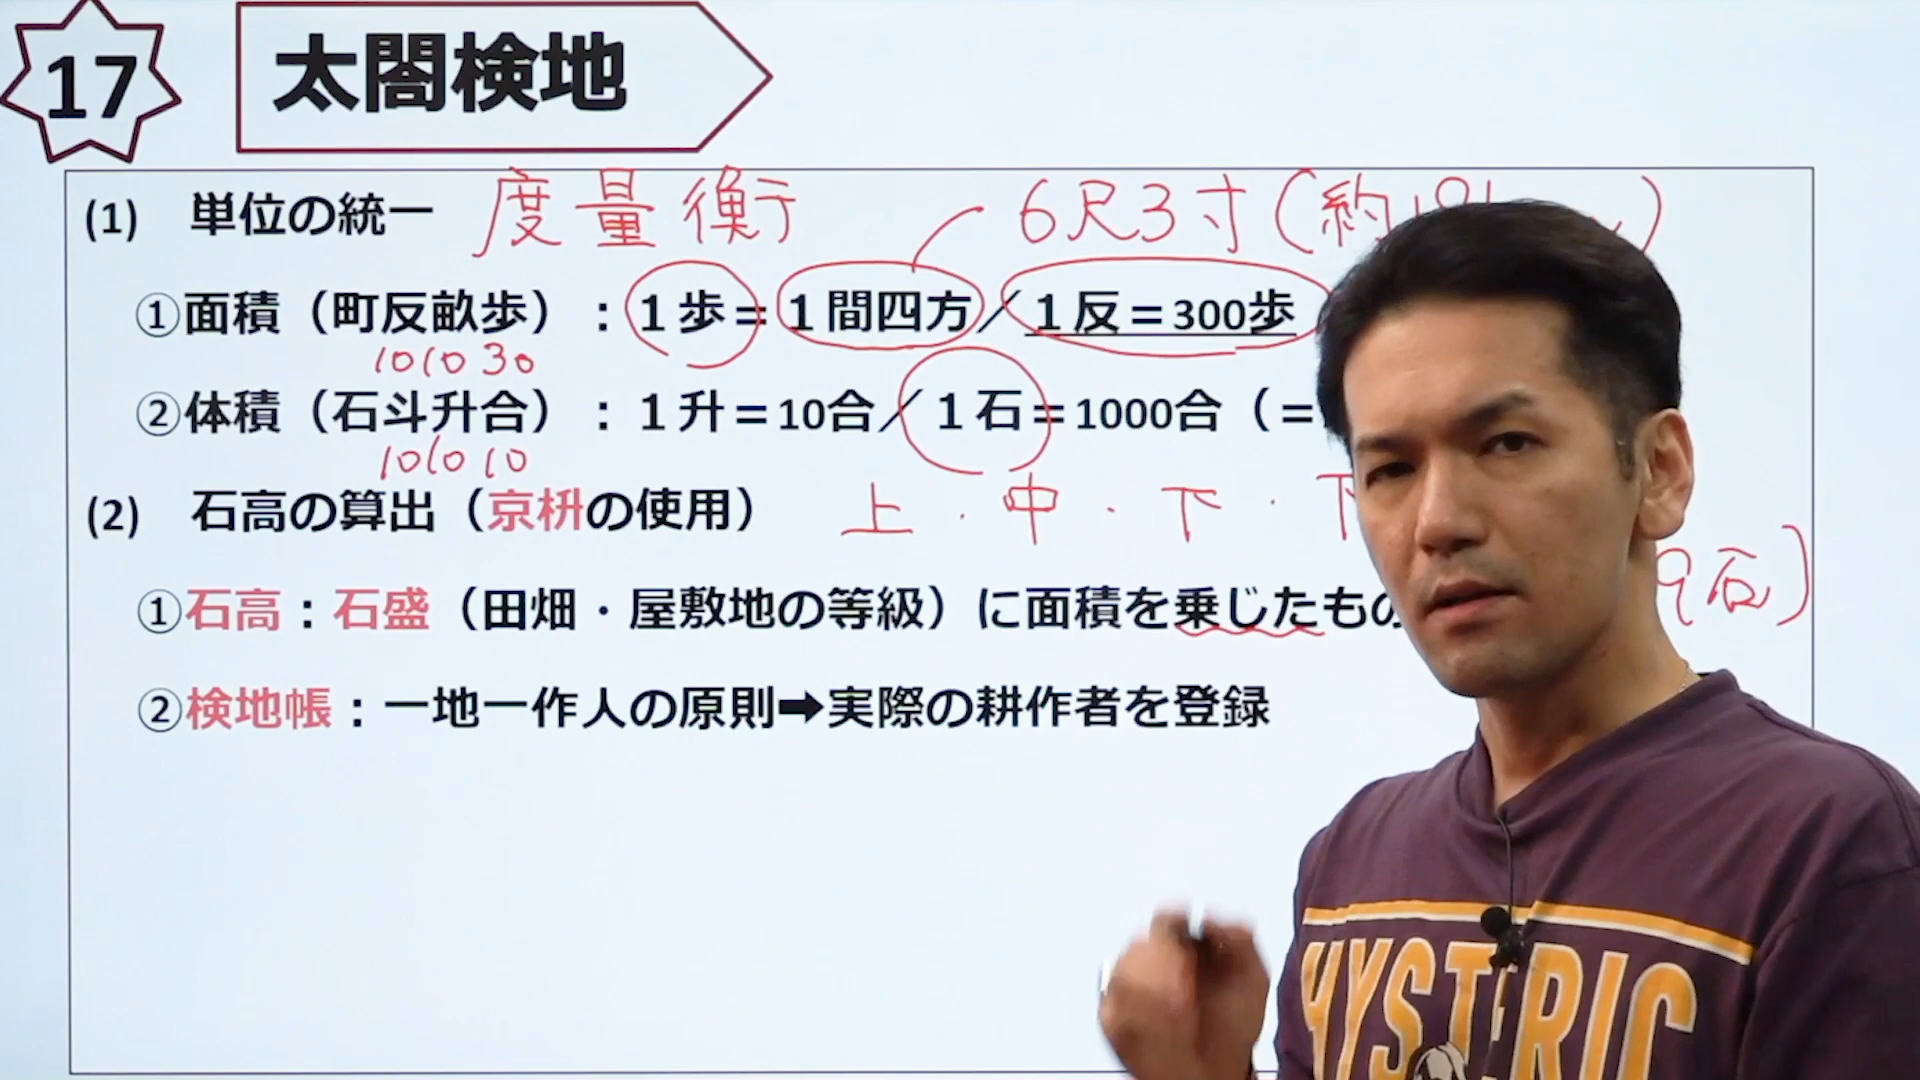 17 太閤検地
(1) 単位の統一 度量衡 6尺3寸(約
①面積（町反畝歩）：１歩＝１間四方／１反＝300歩
10 10 30
②体積（石斗升合）：１升＝10合／１石＝1000合（＝
10 10 10
(2) 石高の算出（京枡の使用） 上・中・下・下
9石)
①石高：石盛（田畑・屋敷地の等級）に面積を乗じたもの
②検地帳：一地一作人の原則➡実際の耕作者を登録
HYSTERIC